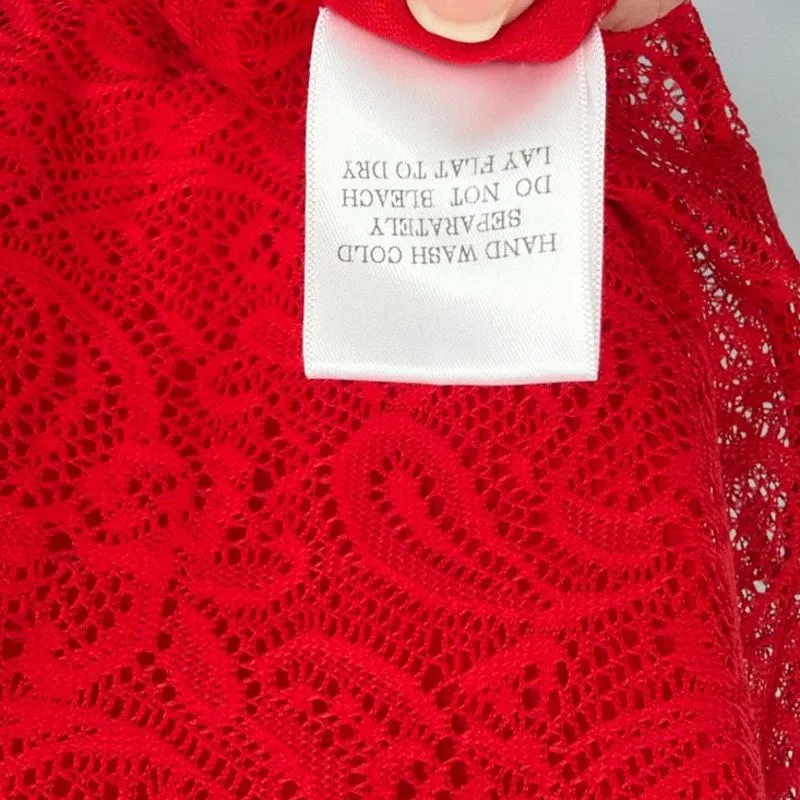 HAND WASH COLD
SEPARATELY
DO NOT BLEACH
LAY FLAT TO DRY